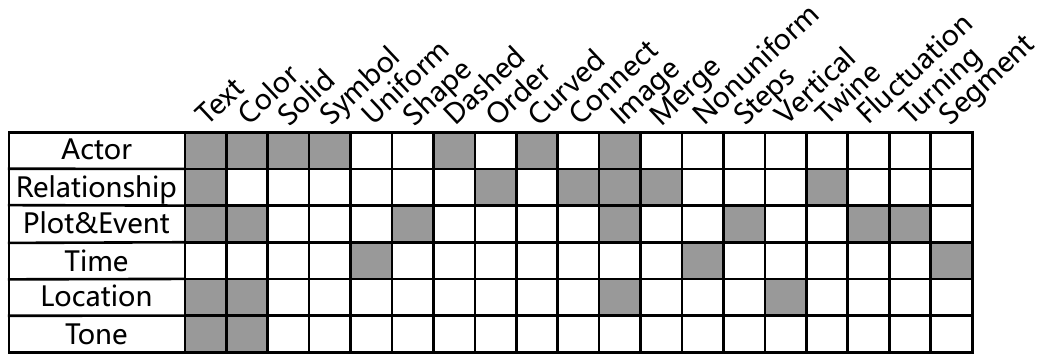 Text
Color
Solid
Symbol
Uniform
Shape
Dashed
Order
Curved
Connect
Image
Merge
Nonuniform
Steps
Vertical
Twine
Fluctuation
Turning
Segment
Actor
Relationship
Plot&Event
Time
Location
Tone